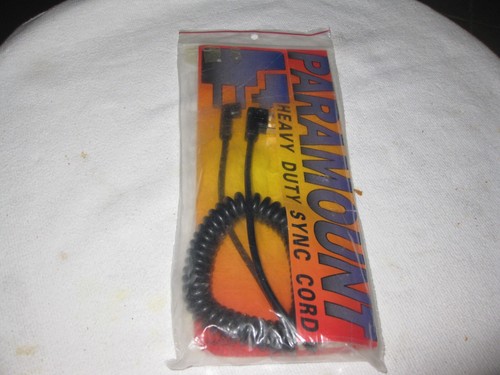 PARAMOUNT
HEAVY DUTY SYNC CORD